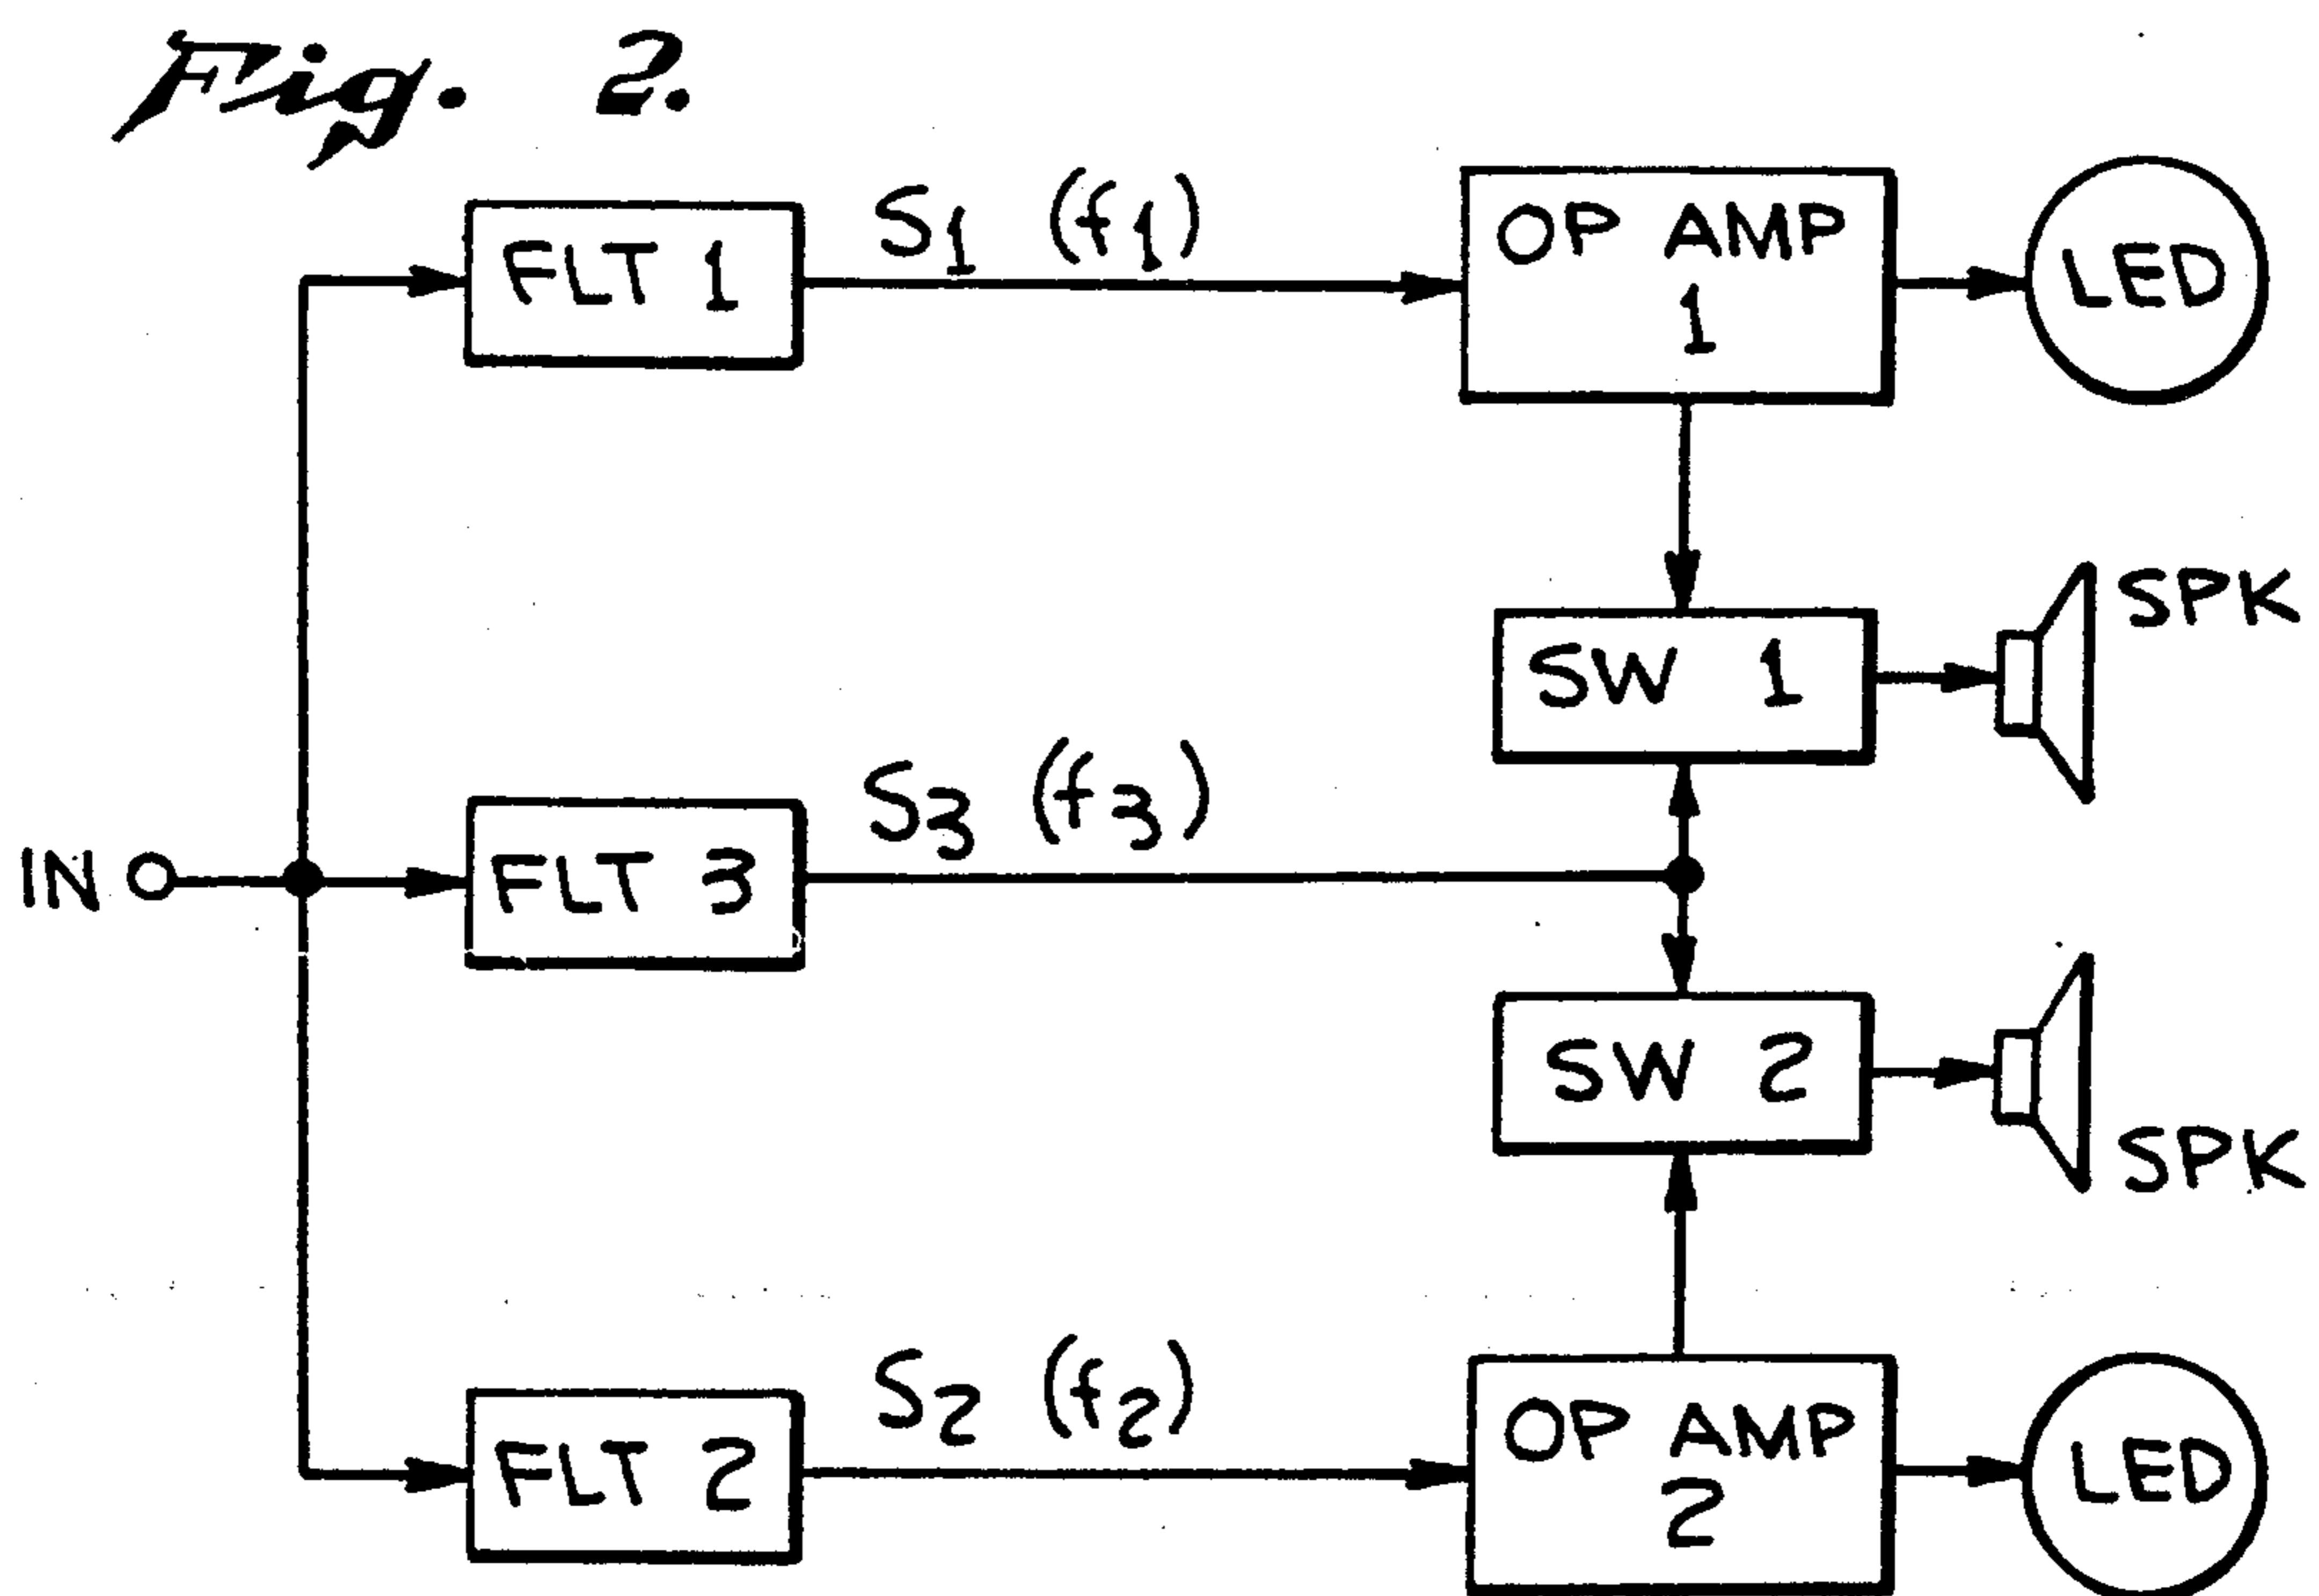 Fig. 2.
FLT 1
S1 (f1)
OP AMP
1
LED
SW 1
SPK
IN
FLT 3
S3 (f3)
SW 2
SPK
FLT 2
S2 (f2)
OP AMP
2
LED